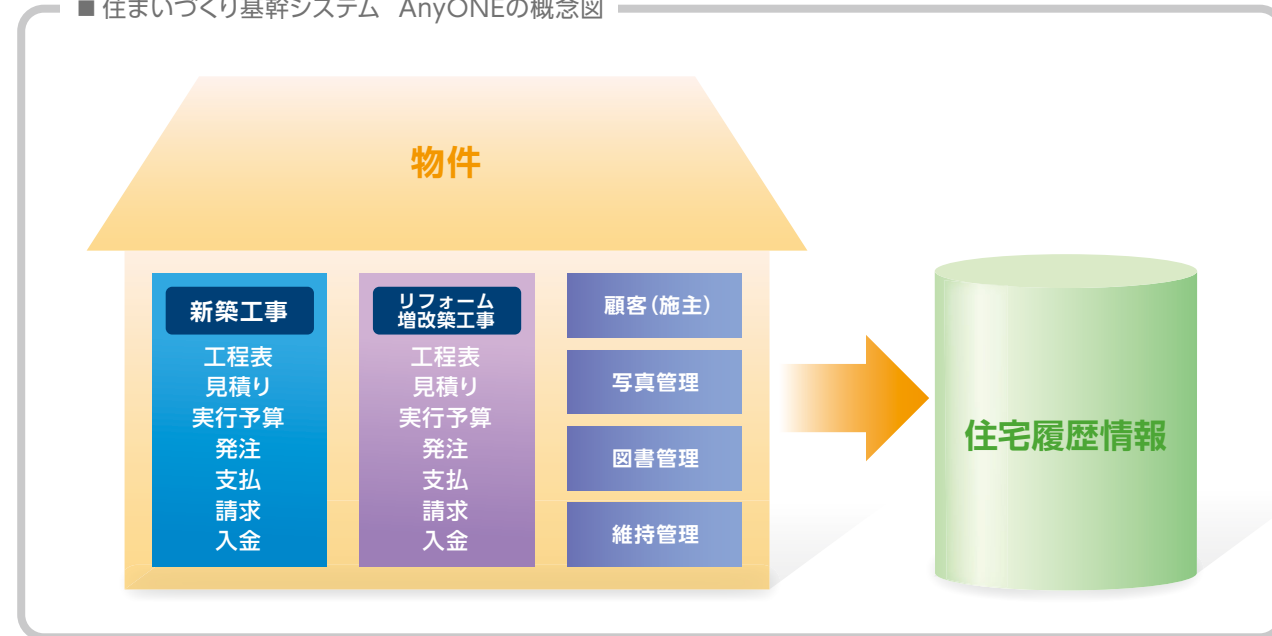 ■ 住まいづくり基幹システム AnyONEの概念図
物件
新築工事
工程表
見積り
実行予算
発注
支払
請求
入金
リフォーム
増改築工事
工程表
見積り
実行予算
発注
支払
請求
入金
顧客(施主)
写真管理
図書管理
維持管理
住宅履歴情報